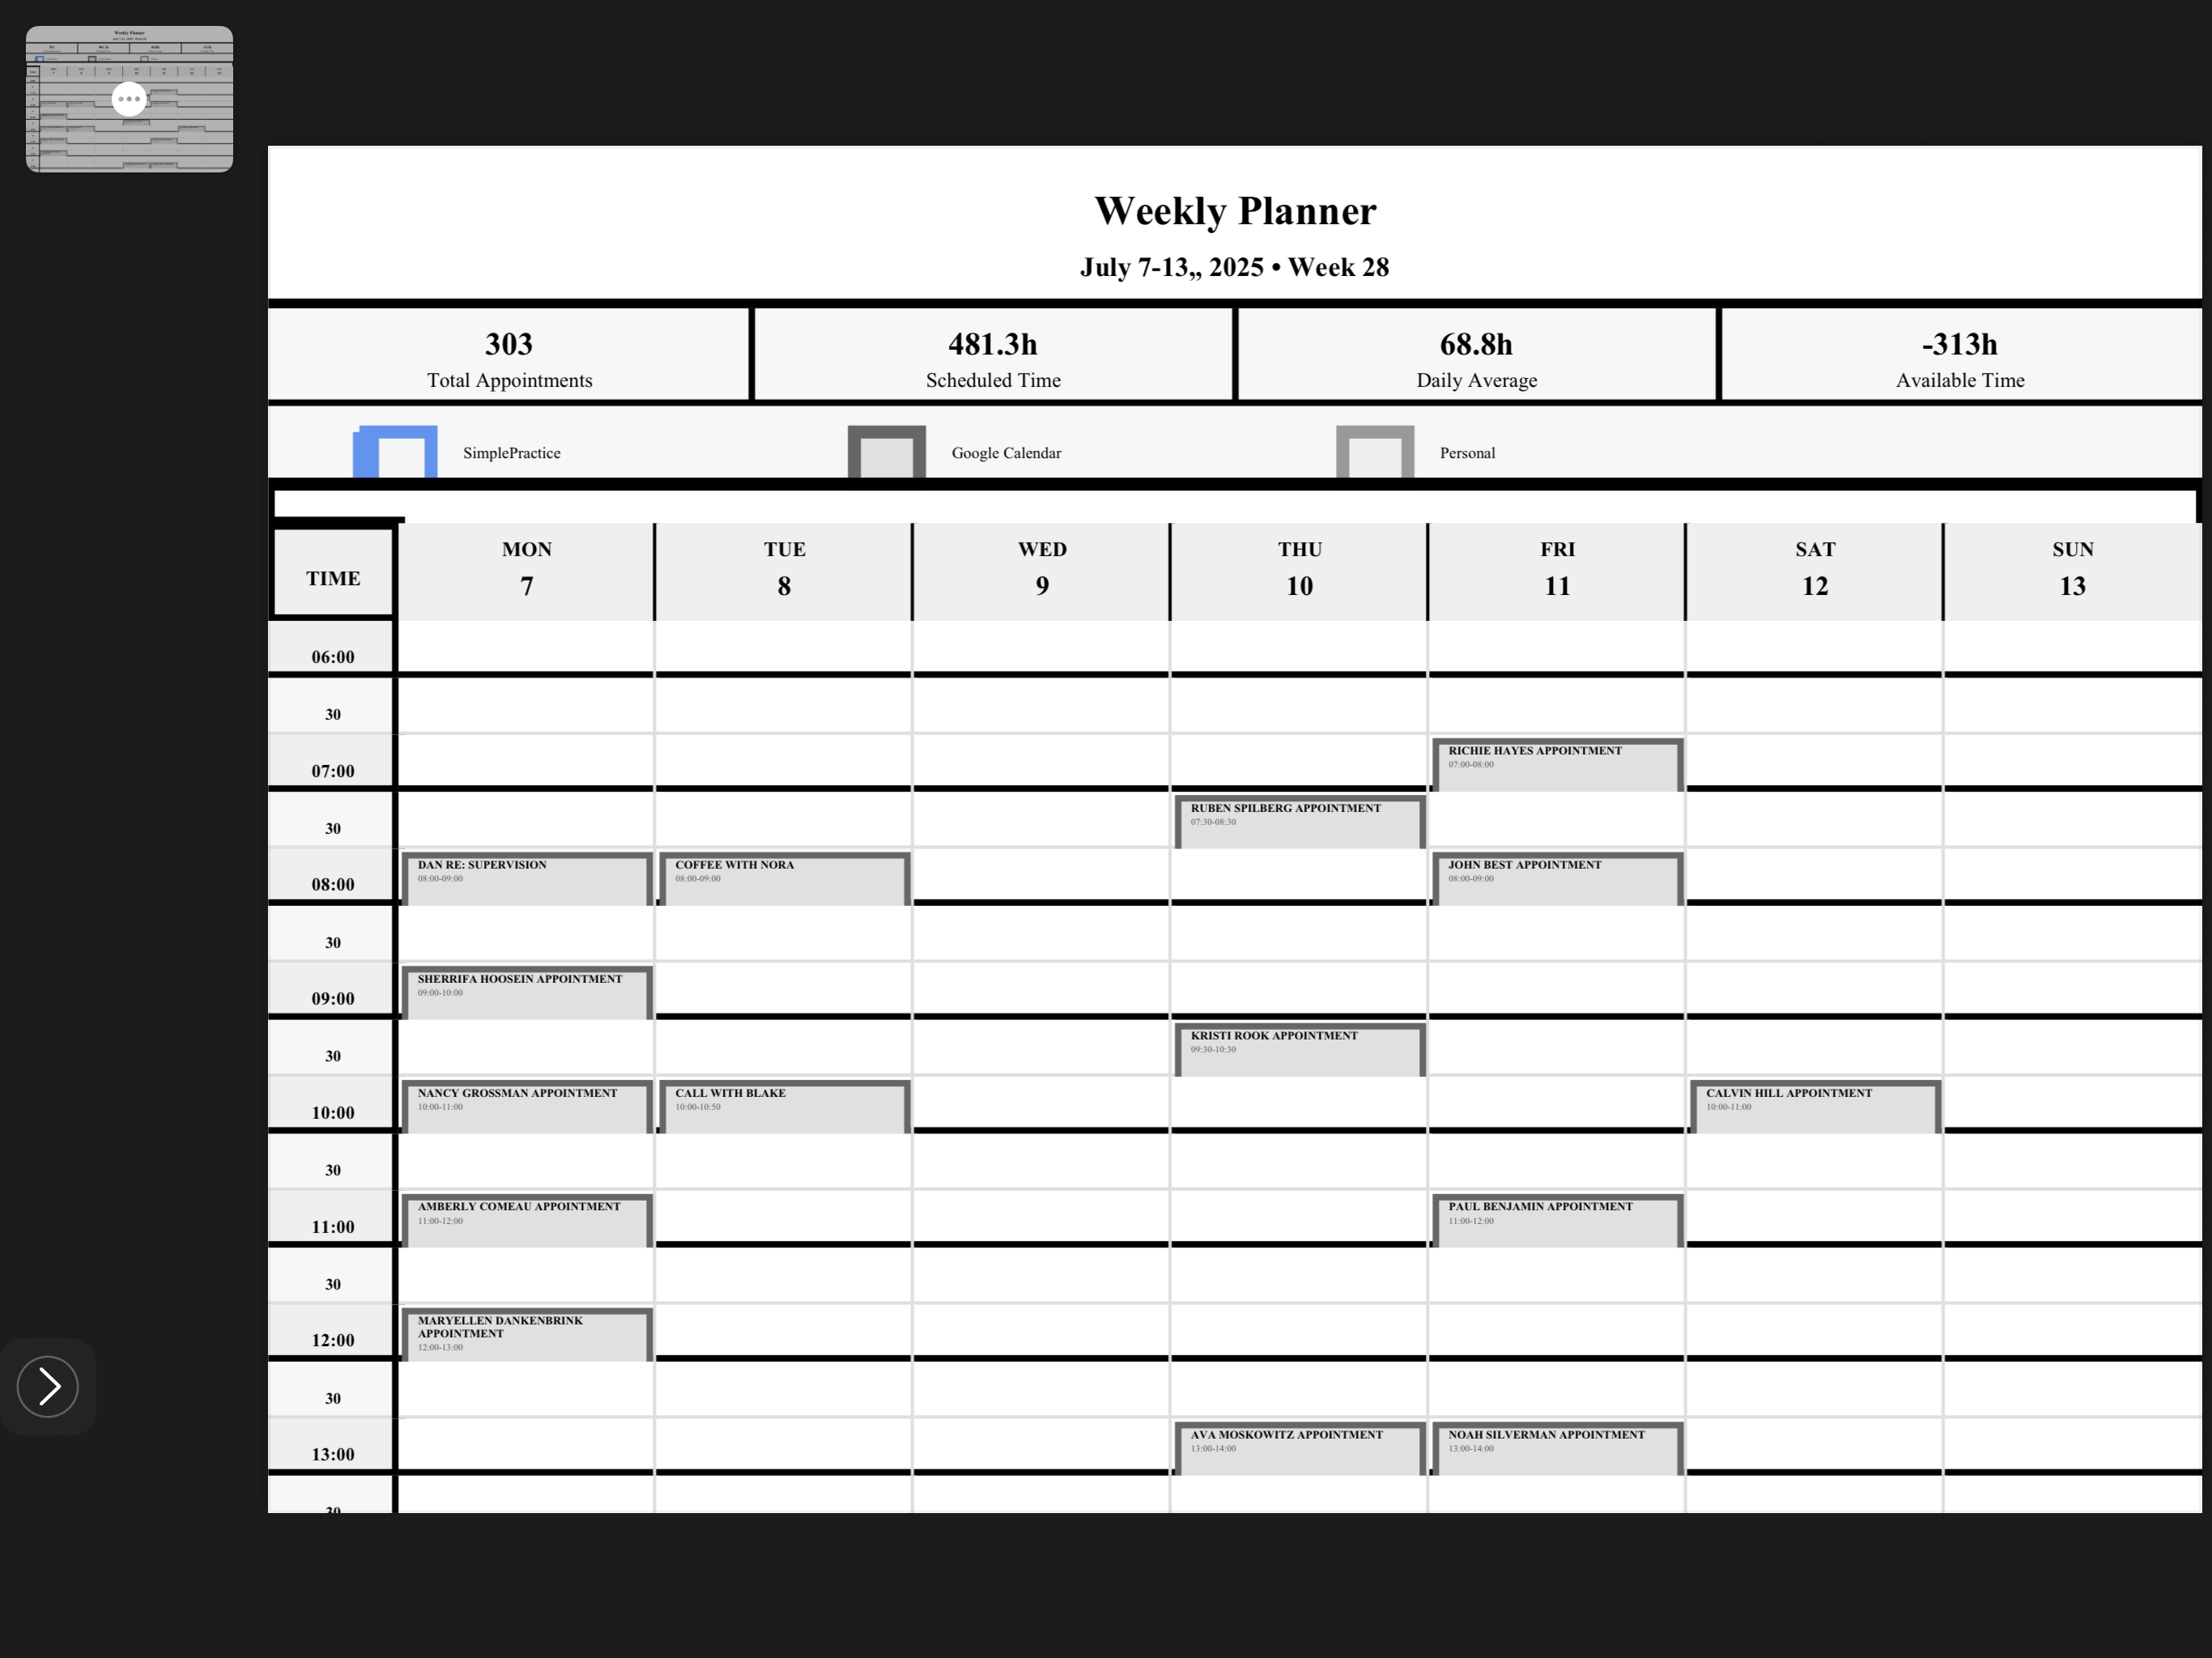 Weekly Planner
July 7-13,, 2025 • Week 28
303
Total Appointments
481.3h
Scheduled Time
68.8h
Daily Average
-313h
Available Time
SimplePractice
Google Calendar
Personal
TIME
MON
7
TUE
8
WED
9
THU
10
FRI
11
SAT
12
SUN
13
06:00
30
07:00
RICHIE HAYES APPOINTMENT
07:00-08:00
30
RUBEN SPILBERG APPOINTMENT
07:30-08:30
08:00
DAN RE: SUPERVISION
08:00-09:00
COFFEE WITH NORA
08:00-09:00
JOHN BEST APPOINTMENT
08:00-09:00
30
09:00
SHERRIFA HOOSEIN APPOINTMENT
09:00-10:00
30
KRISTI ROOK APPOINTMENT
09:30-10:30
10:00
NANCY GROSSMAN APPOINTMENT
10:00-11:00
CALL WITH BLAKE
10:00-10:50
CALVIN HILL APPOINTMENT
10:00-11:00
30
11:00
AMBERLY COMEAU APPOINTMENT
11:00-12:00
PAUL BENJAMIN APPOINTMENT
11:00-12:00
30
12:00
MARYELLEN DANKENBRINK
APPOINTMENT
12:00-13:00
30
13:00
AVA MOSKOWITZ APPOINTMENT
13:00-14:00
NOAH SILVERMAN APPOINTMENT
13:00-14:00
30